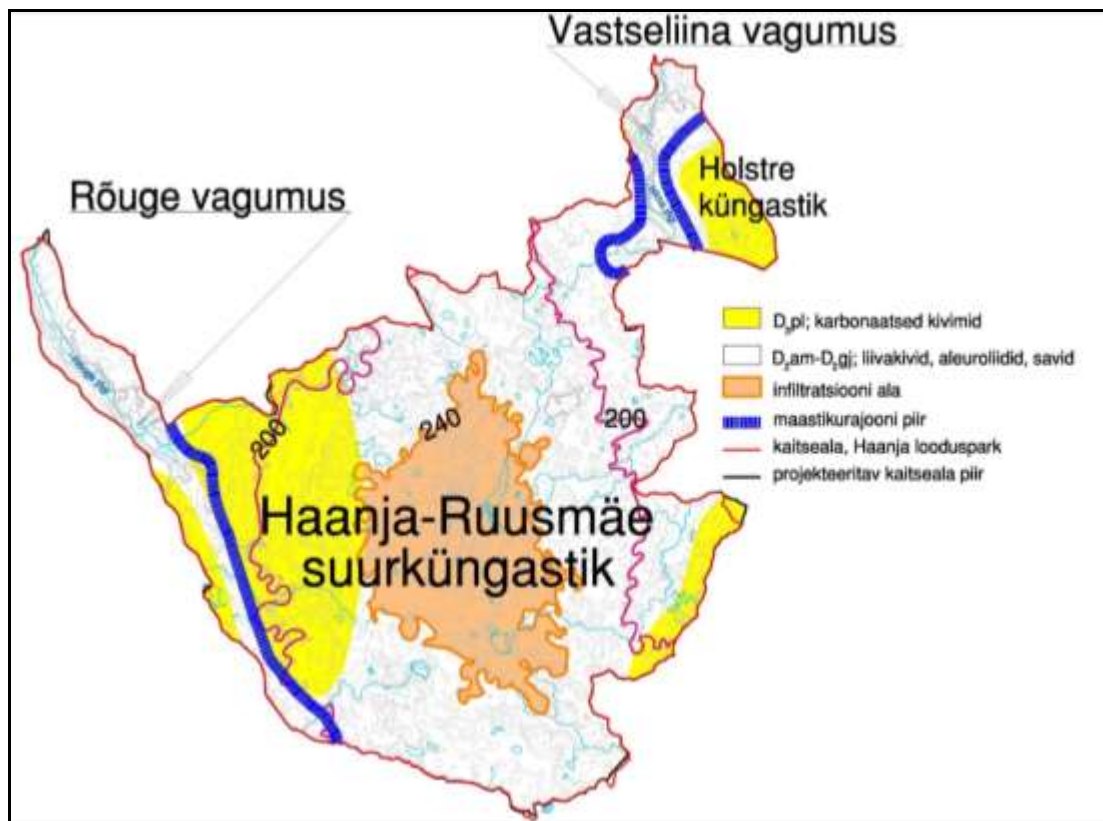 Vastseliina vagumus
Rõuge vagumus
Holstre
küngastik
D₃pl; karbonaatsed kivimid
D₂am-D₂gj; liivakivid, aleuroliidid, savid
infiltratsiooni ala
maastikurajooni piir
kaitseala, Haanja looduspark
projekteeritav kaitseala piir
200
240
200
Haanja-Ruusmäe
suurküngastik